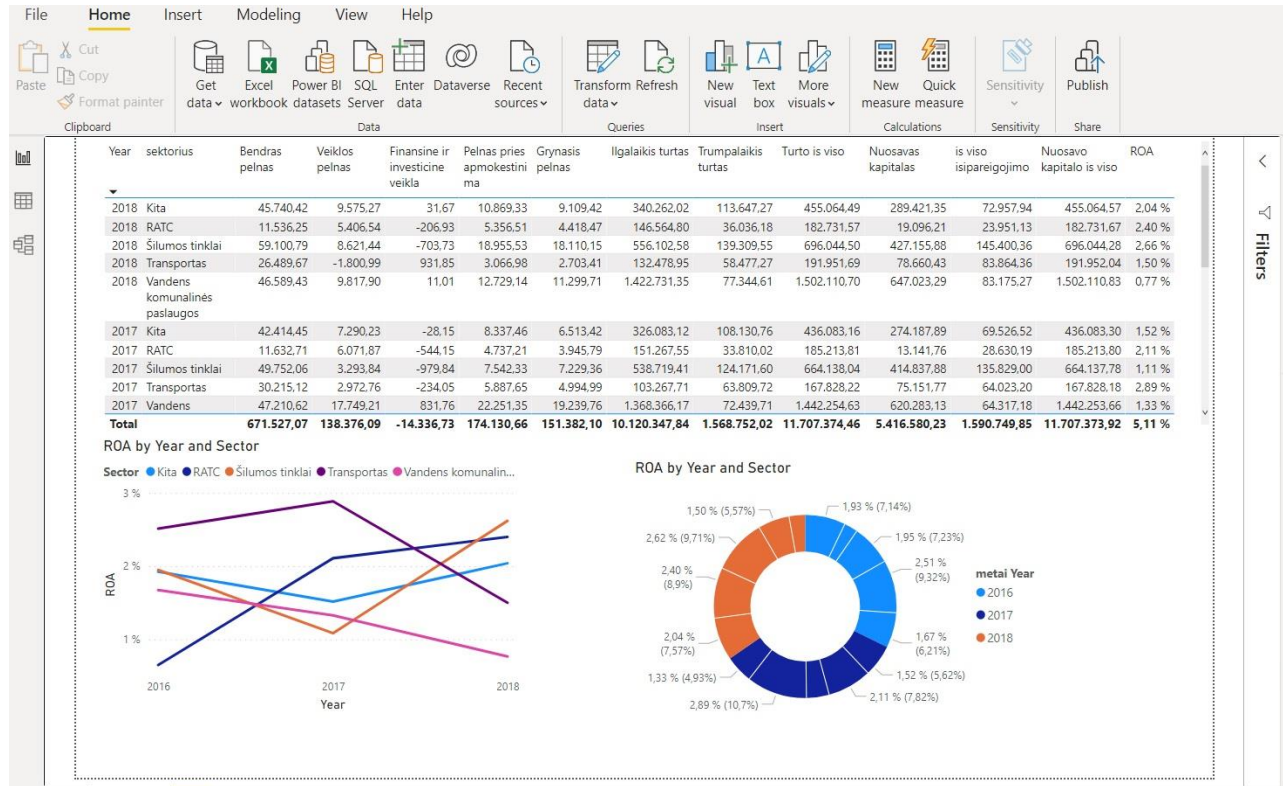 File Home Insert Modeling View Help
Cut
Copy
Paste
Format painter
Clipboard
Get data
Excel workbook
Power BI datasets
SQL Server
Enter data
Dataverse
Recent sources
Data
Transform data
Refresh
Queries
New visual
Text box
More visuals
Insert
New measure
Quick measure
Calculations
Sensitivity
Sensitivity
Publish
Share
Filters
Year sektorius Bendras pelnas Veiklos pelnas Finansine ir investicine veikla Pelnas pries apmokestini ma Grynasis pelnas Ilgalaikis turtas Trumpalaikis turtas Turto is viso Nuosavas kapitalas is viso isipareigojimo Nuosavo kapitalo is viso ROA
2018 Kita 45.740,42 9.575,27 31,67 10.869,33 9.109,42 340.262,02 113.647,27 455.064,49 289.421,35 72.957,94 455.064,57 2,04 %
2018 RATC 11.536,25 5.406,54 -206,93 5.356,51 4.418,47 146.564,80 36.036,18 182.731,57 19.096,21 23.951,13 182.731,67 2,40 %
2018 Šilumos tinklai 59.100,79 8.621,44 -703,73 18.955,53 18.110,15 556.102,58 139.309,55 696.044,50 427.155,88 145.400,36 696.044,28 2,66 %
2018 Transportas 26.489,67 -1.800,99 931,85 3.066,98 2.703,41 132.478,95 58.477,27 191.951,69 78.660,43 83.864,36 191.952,04 1,50 %
2018 Vandens komunalinės paslaugos 46.589,43 9.817,90 11,01 12.729,14 11.299,71 1.422.731,35 77.344,61 1.502.110,70 647.023,29 83.175,27 1.502.110,83 0,77 %
2017 Kita 42.414,45 7.290,23 -28,15 8.337,46 6.513,42 326.083,12 108.130,76 436.083,16 274.187,89 69.526,52 436.083,30 1,52 %
2017 RATC 11.632,71 6.071,87 -544,15 4.737,21 3.945,79 151.267,55 33.810,02 185.213,81 13.141,76 28.630,19 185.213,80 2,11 %
2017 Šilumos tinklai 49.752,06 3.293,84 -979,84 7.542,33 7.229,36 538.719,41 124.171,60 664.138,04 414.837,88 135.829,00 664.137,78 1,11 %
2017 Transportas 30.215,12 2.972,76 -234,05 5.887,65 4.994,99 103.267,71 63.809,72 167.828,22 75.151,77 64.023,20 167.828,18 2,89 %
2017 Vandens 47.210,62 17.749,21 831,76 22.251,35 19.239,76 1.368.366,17 72.439,71 1.442.254,63 620.283,13 64.317,18 1.442.253,66 1,33 %
Total 671.527,07 138.376,09 -14.336,73 174.130,66 151.382,10 10.120.347,84 1.568.752,02 11.707.374,46 5.416.580,23 1.590.749,85 11.707.373,92 5,11 %
ROA by Year and Sector
Sector Kita RATC Šilumos tinklai Transportas Vandens komunalin...
3 %
2 %
1 %
ROA
2016 2017 2018
Year
ROA by Year and Sector
1,50 % (5,57%)
1,93 % (7,14%)
2,62 % (9,71%)
1,95 % (7,23%)
2,40 % (8,9%)
2,51 % (9,32%)
2,04 % (7,57%)
1,67 % (6,21%)
1,33 % (4,93%)
1,52 % (5,62%)
2,89 % (10,7%)
2,11 % (7,82%)
metai Year
2016
2017
2018